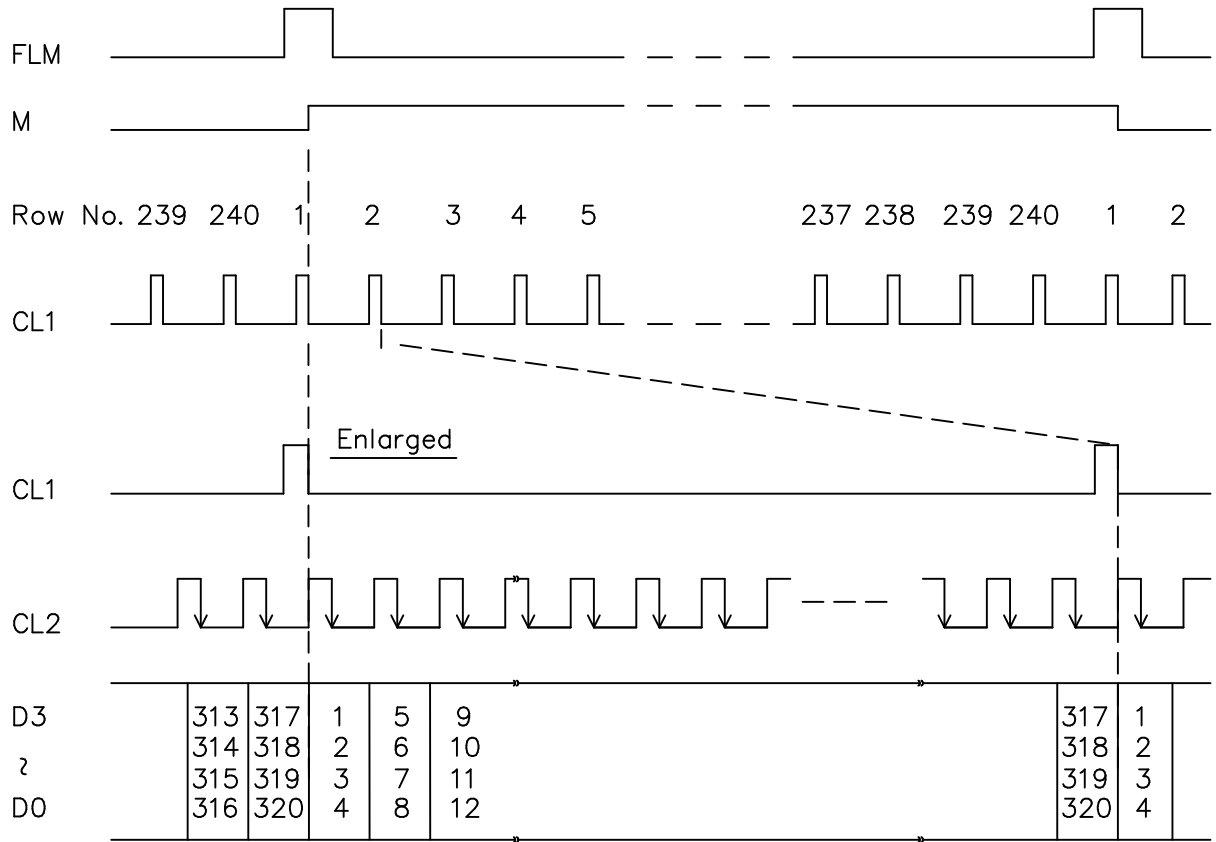 FLM
M
Row No. 239 240 1 2 3 4 5 237 238 239 240 1 2
CL1
Enlarged
CL1
CL2
D3 313 317 1 5 9 317 1
314 318 2 6 10 318 2
~ 315 319 3 7 11 319 3
D0 316 320 4 8 12 320 4